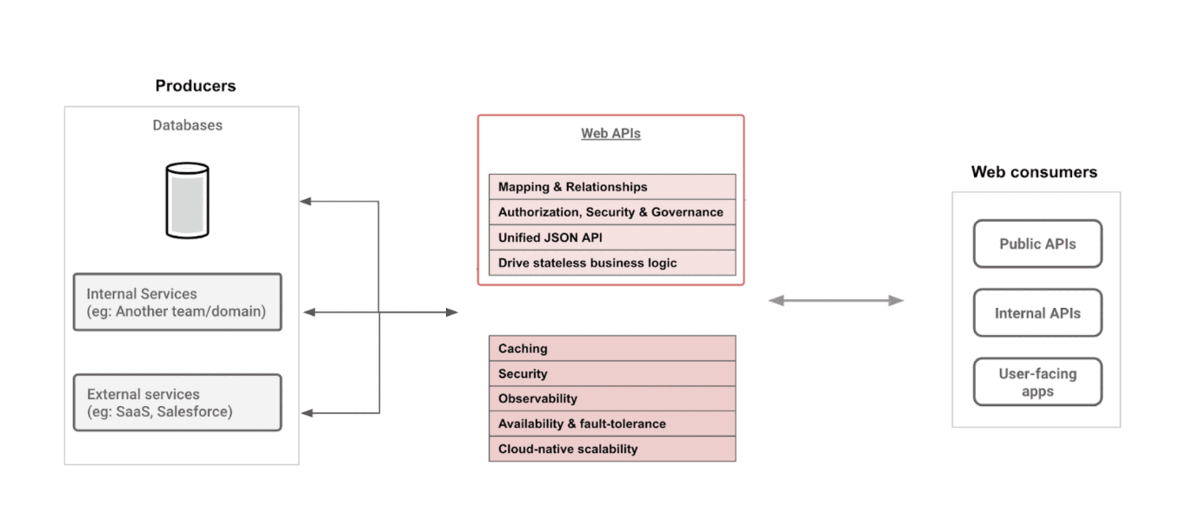 Producers
Databases
Internal Services
(eg: Another team/domain)
External services
(eg: SaaS, Salesforce)
Web APIs
Mapping & Relationships
Authorization, Security & Governance
Unified JSON API
Drive stateless business logic
Caching
Security
Observability
Availability & fault-tolerance
Cloud-native scalability
Web consumers
Public APIs
Internal APIs
User-facing
apps